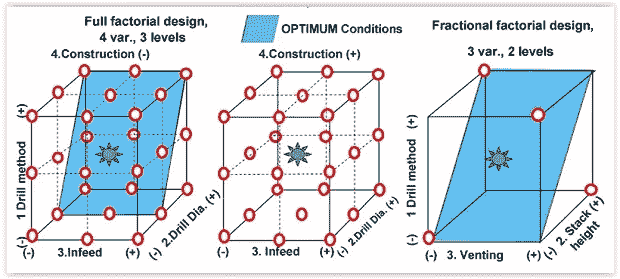 Full factorial design,
4 var., 3 levels
OPTIMUM Conditions
Fractional factorial design,
3 var., 2 levels
4.Construction (-)
(+)
1 Drill method
(-)
(-)
3.Infeed
(+)
(-)
2.Drill Dia. (+)
4.Construction (+)
(-)
3. Infeed
(+)
(-)
2.Drill Dia. (+)
(+)
1 Drill method
(-)
(-)
3. Venting
(+)
(-)
2. Stack (+)
height